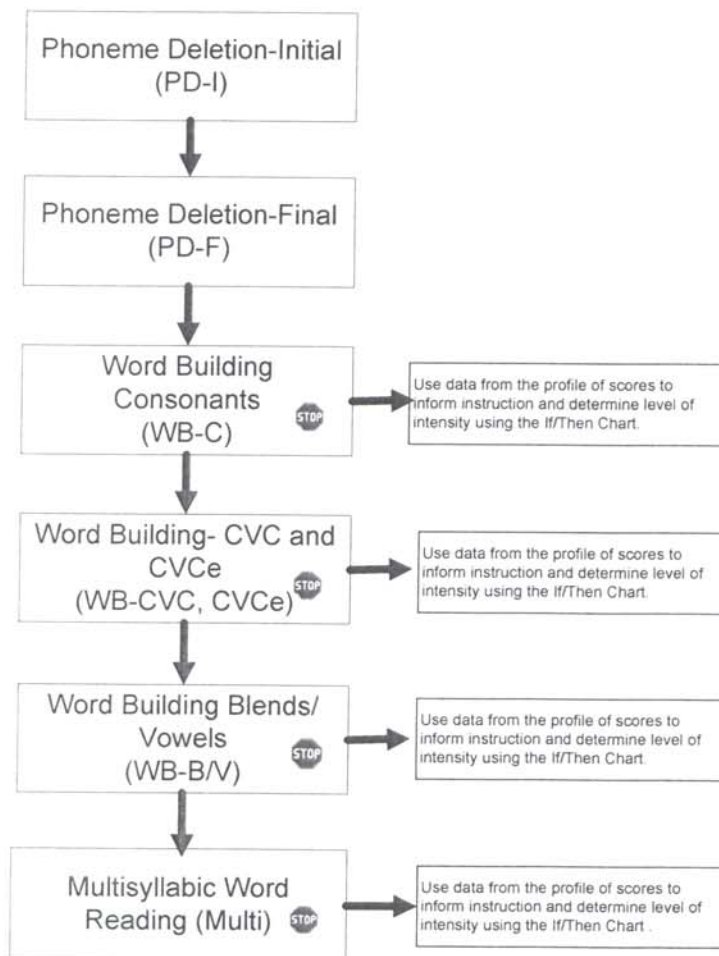 Phoneme Deletion-Initial
(PD-I)
Phoneme Deletion-Final
(PD-F)
Word Building
Consonants
(WB-C)
STOP
Use data from the profile of scores to
inform instruction and determine level of
intensity using the If/Then Chart.
Word Building- CVC and
CVCe
(WB-CVC, CVCe)
STOP
Use data from the profile of scores to
inform instruction and determine level of
intensity using the If/Then Chart.
Word Building Blends/
Vowels
(WB-B/V)
STOP
Use data from the profile of scores to
inform instruction and determine level of
intensity using the If/Then Chart.
Multisyllabic Word
Reading (Multi)
STOP
Use data from the profile of scores to
inform instruction and determine level of
intensity using the If/Then Chart .